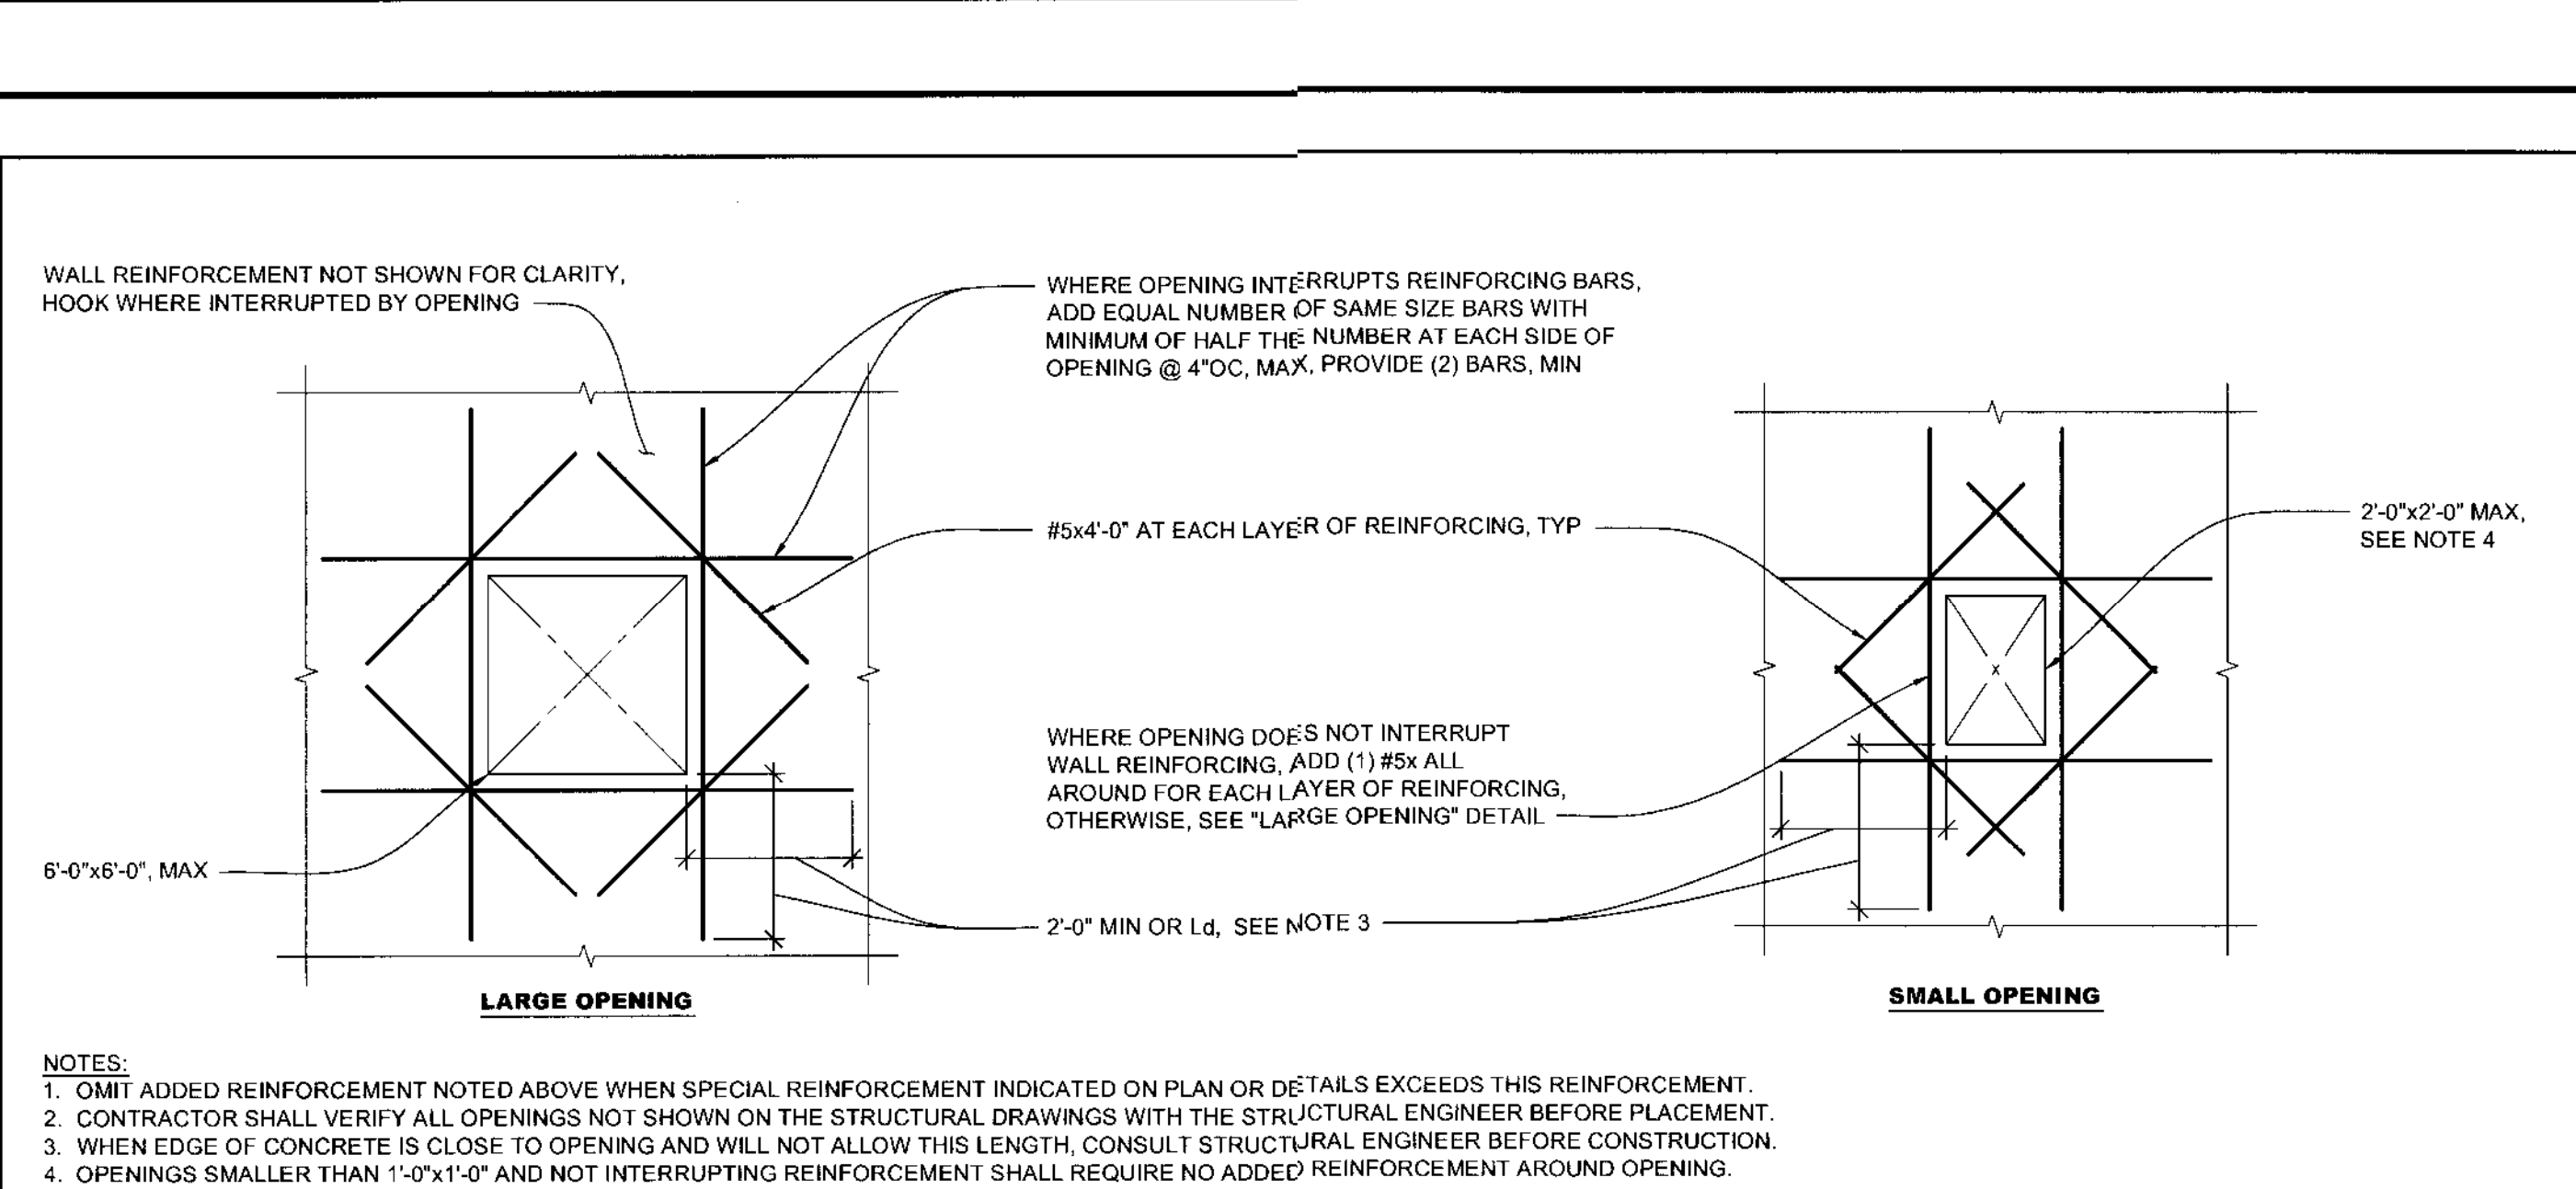 WALL REINFORCEMENT NOT SHOWN FOR CLARITY,
HOOK WHERE INTERRUPTED BY OPENING
WHERE OPENING INTERRUPTS REINFORCING BARS,
ADD EQUAL NUMBER OF SAME SIZE BARS WITH
MINIMUM OF HALF THE NUMBER AT EACH SIDE OF
OPENING @ 4"OC, MAX, PROVIDE (2) BARS, MIN
#5x4'-0" AT EACH LAYER OF REINFORCING, TYP
2'-0"x2'-0" MAX,
SEE NOTE 4
WHERE OPENING DOES NOT INTERRUPT
WALL REINFORCING, ADD (1) #5x ALL
AROUND FOR EACH LAYER OF REINFORCING,
OTHERWISE, SEE "LARGE OPENING" DETAIL
6'-0"x6'-0", MAX
2'-0" MIN OR Ld, SEE NOTE 3
LARGE OPENING
SMALL OPENING
NOTES:
1. OMIT ADDED REINFORCEMENT NOTED ABOVE WHEN SPECIAL REINFORCEMENT INDICATED ON PLAN OR DETAILS EXCEEDS THIS REINFORCEMENT.
2. CONTRACTOR SHALL VERIFY ALL OPENINGS NOT SHOWN ON THE STRUCTURAL DRAWINGS WITH THE STRUCTURAL ENGINEER BEFORE PLACEMENT.
3. WHEN EDGE OF CONCRETE IS CLOSE TO OPENING AND WILL NOT ALLOW THIS LENGTH, CONSULT STRUCTURAL ENGINEER BEFORE CONSTRUCTION.
4. OPENINGS SMALLER THAN 1'-0"x1'-0" AND NOT INTERRUPTING REINFORCEMENT SHALL REQUIRE NO ADDED REINFORCEMENT AROUND OPENING.